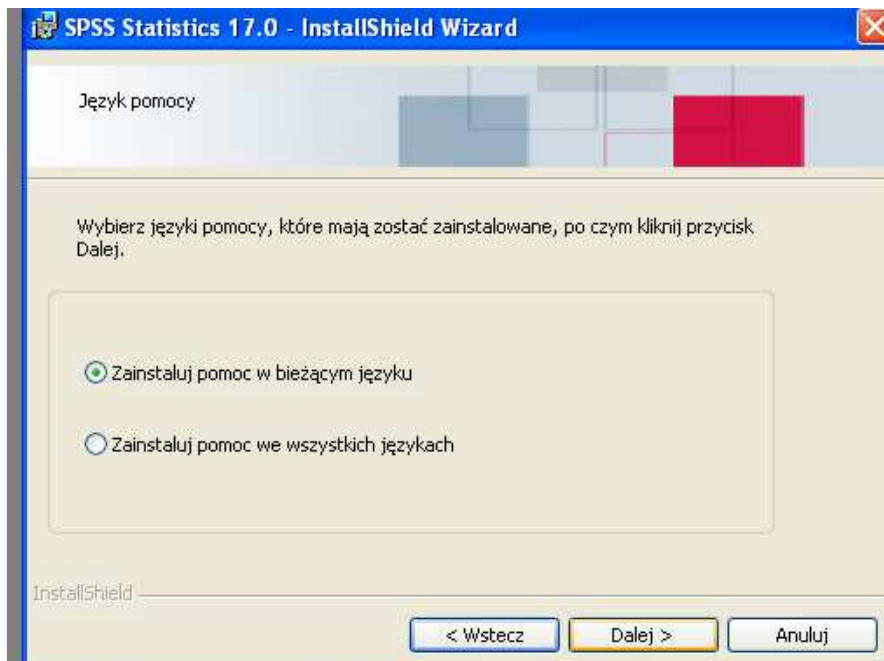 SPSS Statistics 17.0 - InstallShield Wizard
Język pomocy
Wybierz języki pomocy, które mają zostać zainstalowane, po czym kliknij przycisk
Dalej.
Zainstaluj pomoc w bieżącym języku
Zainstaluj pomoc we wszystkich językach
InstallShield
< Wstecz Dalej > Anuluj